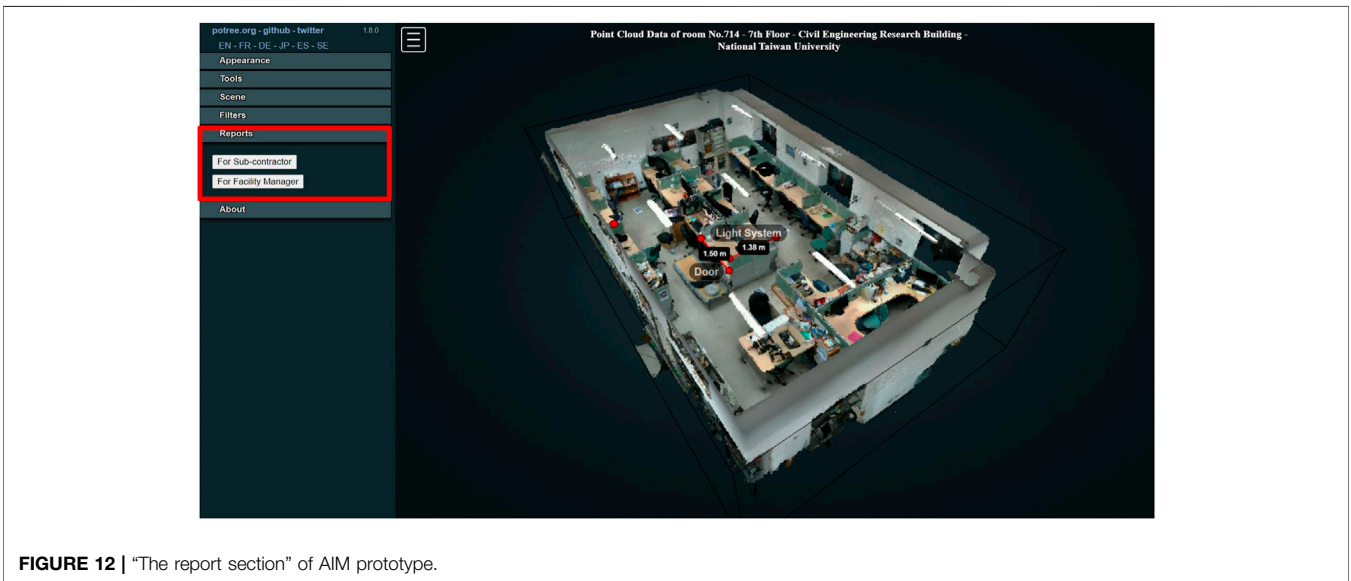 potree.org - github - twitter 1.8.0
EN - FR - DE - JP - ES - SE
Appearance
Tools
Scene
Filters
Reports
For Sub-contractor
For Facility Manager
About
Point Cloud Data of room No.714 - 7th Floor - Civil Engineering Research Building -
National Taiwan University
Light System
1.50 m
1.38 m
Door
FIGURE 12 | “The report section” of AIM prototype.